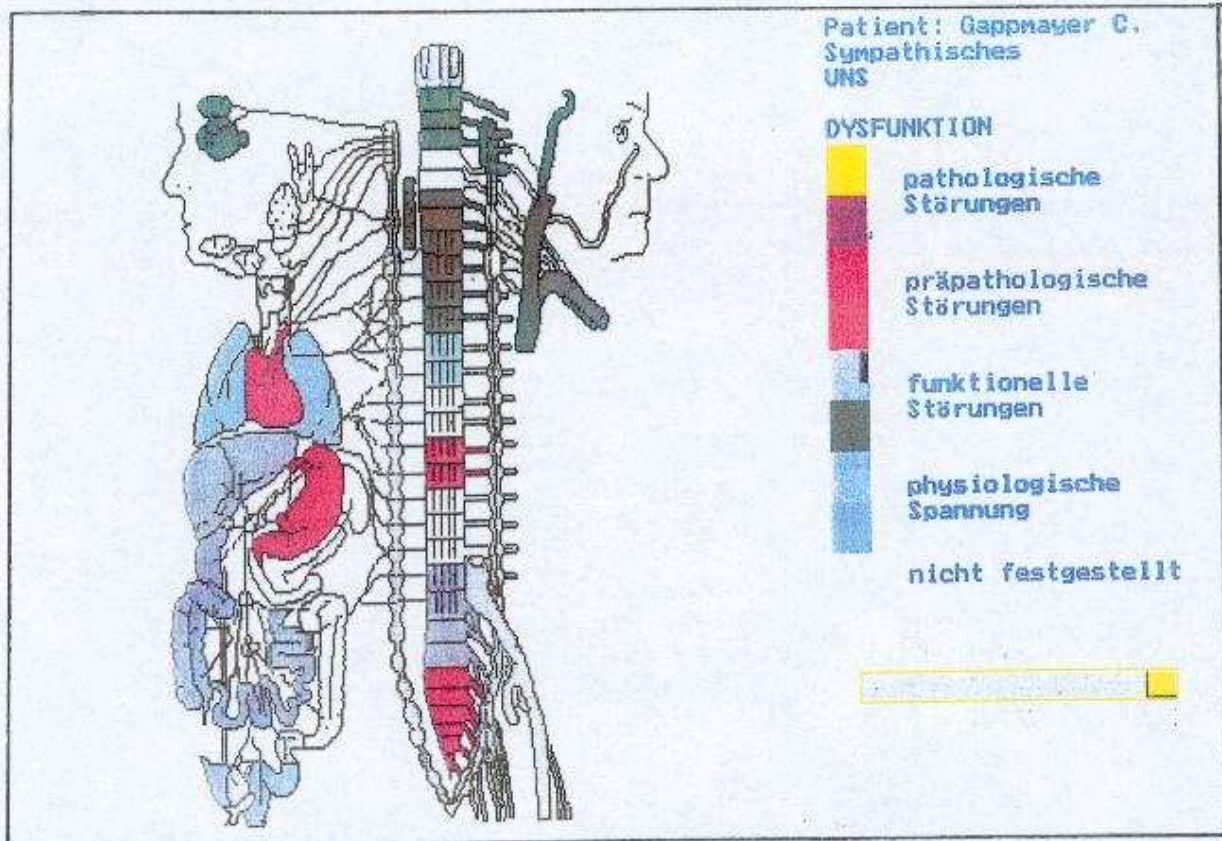 Patient: Gappmayer C.
Sympathisches
UNS
DYSFUNKTION
pathologische
Störungen
präpathologische
Störungen
funktionelle
Störungen
physiologische
Spannung
nicht festgestellt